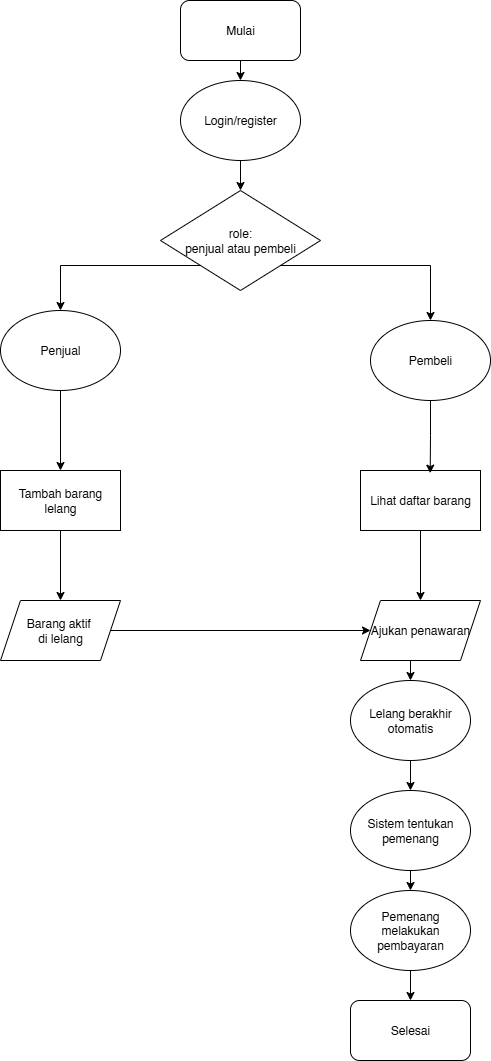 Mulai
Login/register
role:
penjual atau pembeli
Penjual
Pembeli
Tambah barang
lelang
Lihat daftar barang
Barang aktif
di lelang
Ajukan penawaran
Lelang berakhir
otomatis
Sistem tentukan
pemenang
Pemenang
melakukan
pembayaran
Selesai